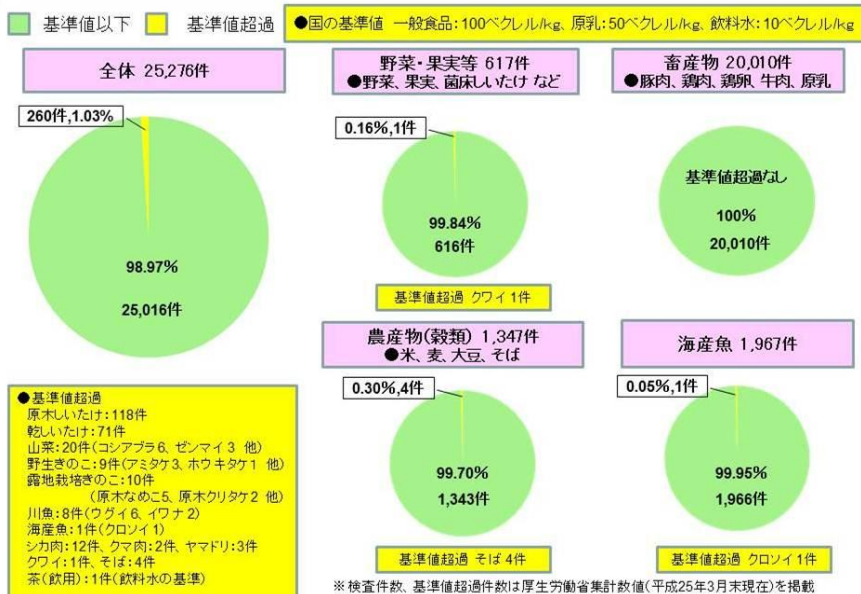 基準値以下 基準値超過
●国の基準値 一般食品:100ベクレル/kg、原乳:50ベクレル/kg、飲料水:10ベクレル/kg
全体 25,276件
260件,1.03%
98.97%
25,016件
野菜・果実等 617件
●野菜、果実、菌床しいたけ など
0.16%,1件
99.84%
616件
基準値超過 クワイ 1件
畜産物 20,010件
●豚肉、鶏肉、鶏卵、牛肉、原乳
基準値超過なし
100%
20,010件
農産物(穀類) 1,347件
●米、麦、大豆、そば
0.30%,4件
99.70%
1,343件
基準値超過 そば 4件
海産魚 1,967件
0.05%,1件
99.95%
1,966件
基準値超過 クロソイ 1件
●基準値超過
原木しいたけ:118件
乾しいたけ:71件
山菜:20件(コシアブラ6、ゼンマイ3 他)
野生きのこ:9件(アミタケ3、ホウキタケ1 他)
露地栽培きのこ:10件
(原木なめこ5、原木クリタケ2 他)
川魚:8件(ウグイ6、イワナ2)
海産魚:1件(クロソイ1)
シカ肉:12件、クマ肉:2件、ヤマドリ:3件
クワイ:1件、そば:4件
茶(飲用):1件(飲料水の基準)
※検査件数、基準値超過件数は厚生労働省集計数値(平成25年3月末現在)を掲載